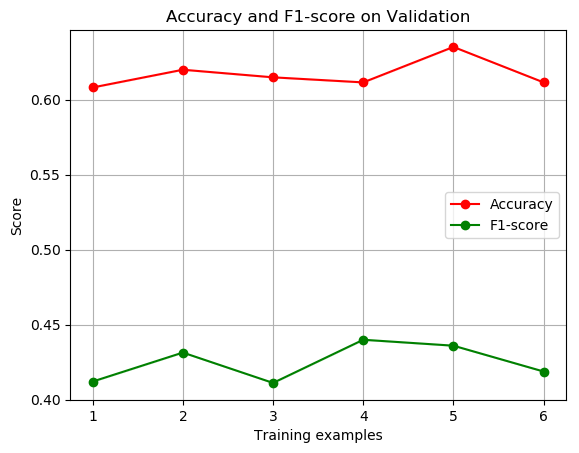 Accuracy and F1-score on Validation
Score
0.60
0.55
0.50
0.45
0.40
Accuracy
F1-score
1 2 3 4 5 6
Training examples